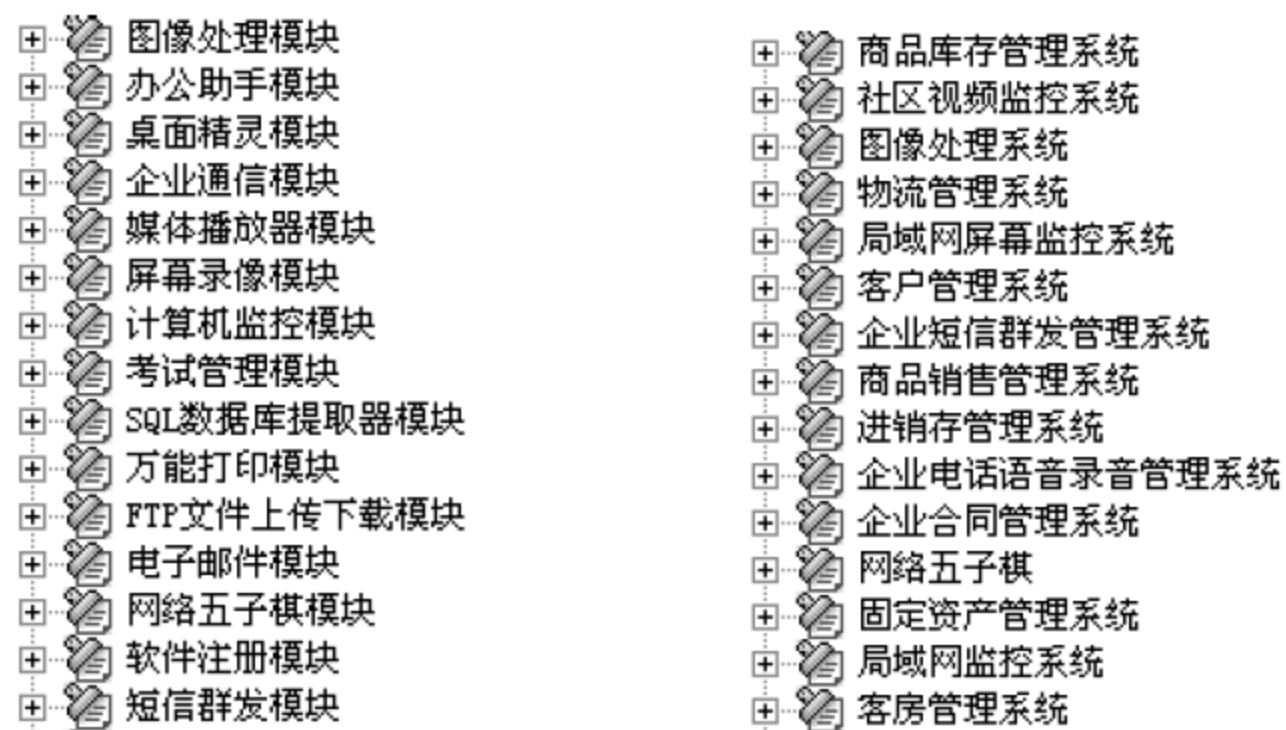 图像处理模块
办公助手模块
桌面精灵模块
企业通信模块
媒体播放器模块
屏幕录像模块
计算机监控模块
考试管理模块
SQL数据库提取器模块
万能打印模块
FTP文件上传下载模块
电子邮件模块
网络五子棋模块
软件注册模块
短信群发模块
商品库存管理系统
社区视频监控系统
图像处理系统
物流管理系统
局域网屏幕监控系统
客户管理系统
企业短信群发管理系统
商品销售管理系统
进销存管理系统
企业电话语音录音管理系统
企业合同管理系统
网络五子棋
固定资产管理系统
局域网监控系统
客房管理系统